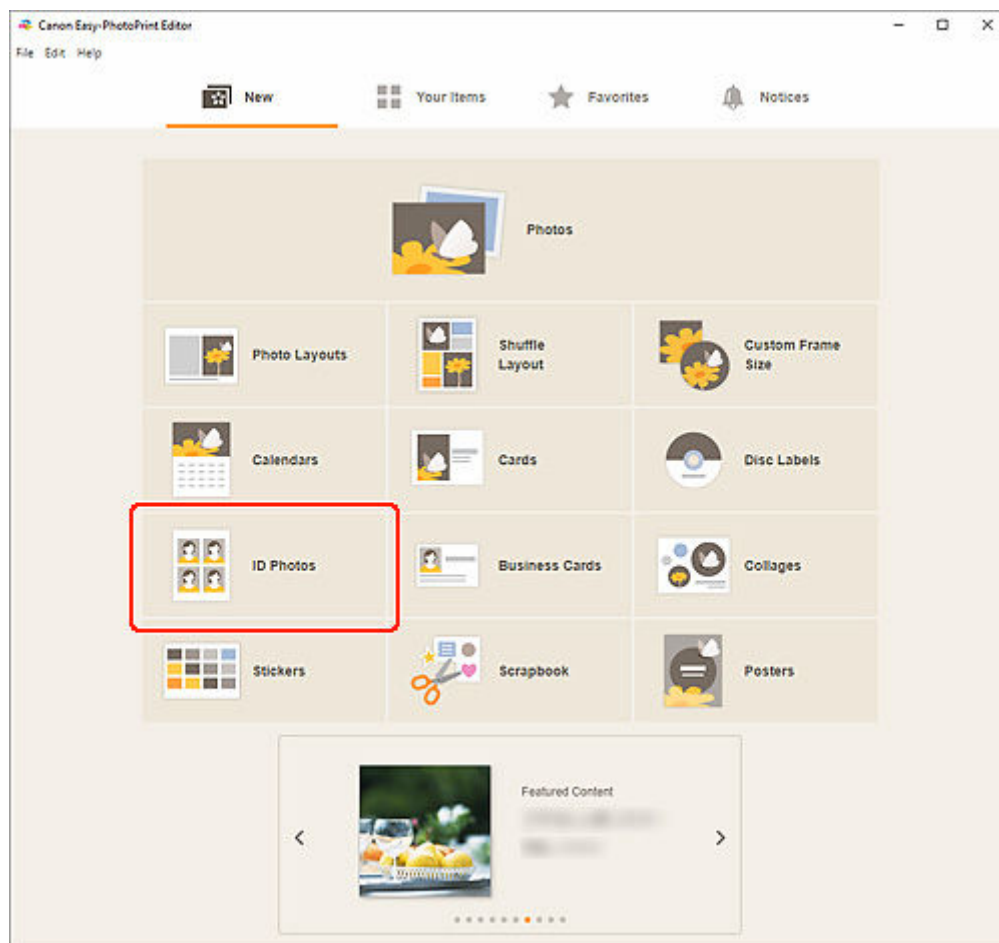 Canon Easy-PhotoPrint Editor
File Edit Help
New
Your Items
Favorites
Notices
Photos
Photo Layouts
Shuffle
Layout
Custom Frame
Size
Calendars
Cards
Disc Labels
ID Photos
Business Cards
Collages
Stickers
Scrapbook
Posters
Featured Content